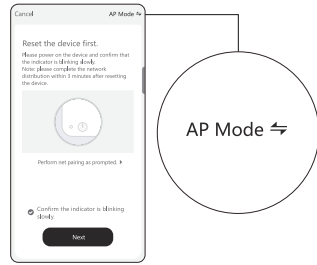 Cancel
AP Mode ⇋
Reset the device first.
Please power on the device and confirm that
the indicator is blinking slowly.
Note: please complete the network
distribution within 3 minutes after resetting
the device.
Perform net pairing as prompted.
Confirm the indicator is blinking
slowly.
Next
AP Mode ⇋